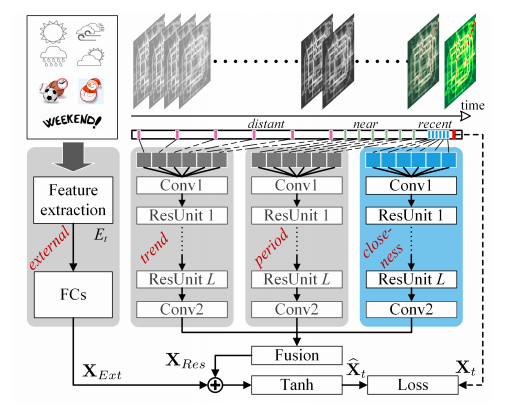 WEEKEND!
time
distant near recent
Feature
extraction
external
E_t
FCs
Conv1
ResUnit 1
trend
ResUnit L
Conv2
Conv1
ResUnit 1
period
ResUnit L
Conv2
Conv1
ResUnit 1
close-
ness
ResUnit L
Conv2
X_Res
Fusion
X_Ext
+
Tanh
X̂_t
Loss
X_t